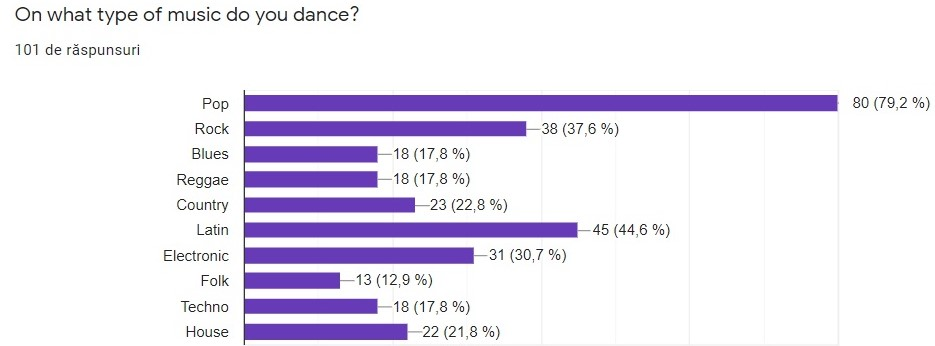 On what type of music do you dance?
101 de răspunsuri
Pop 80 (79,2 %)
Rock 38 (37,6 %)
Blues 18 (17,8 %)
Reggae 18 (17,8 %)
Country 23 (22,8 %)
Latin 45 (44,6 %)
Electronic 31 (30,7 %)
Folk 13 (12,9 %)
Techno 18 (17,8 %)
House 22 (21,8 %)